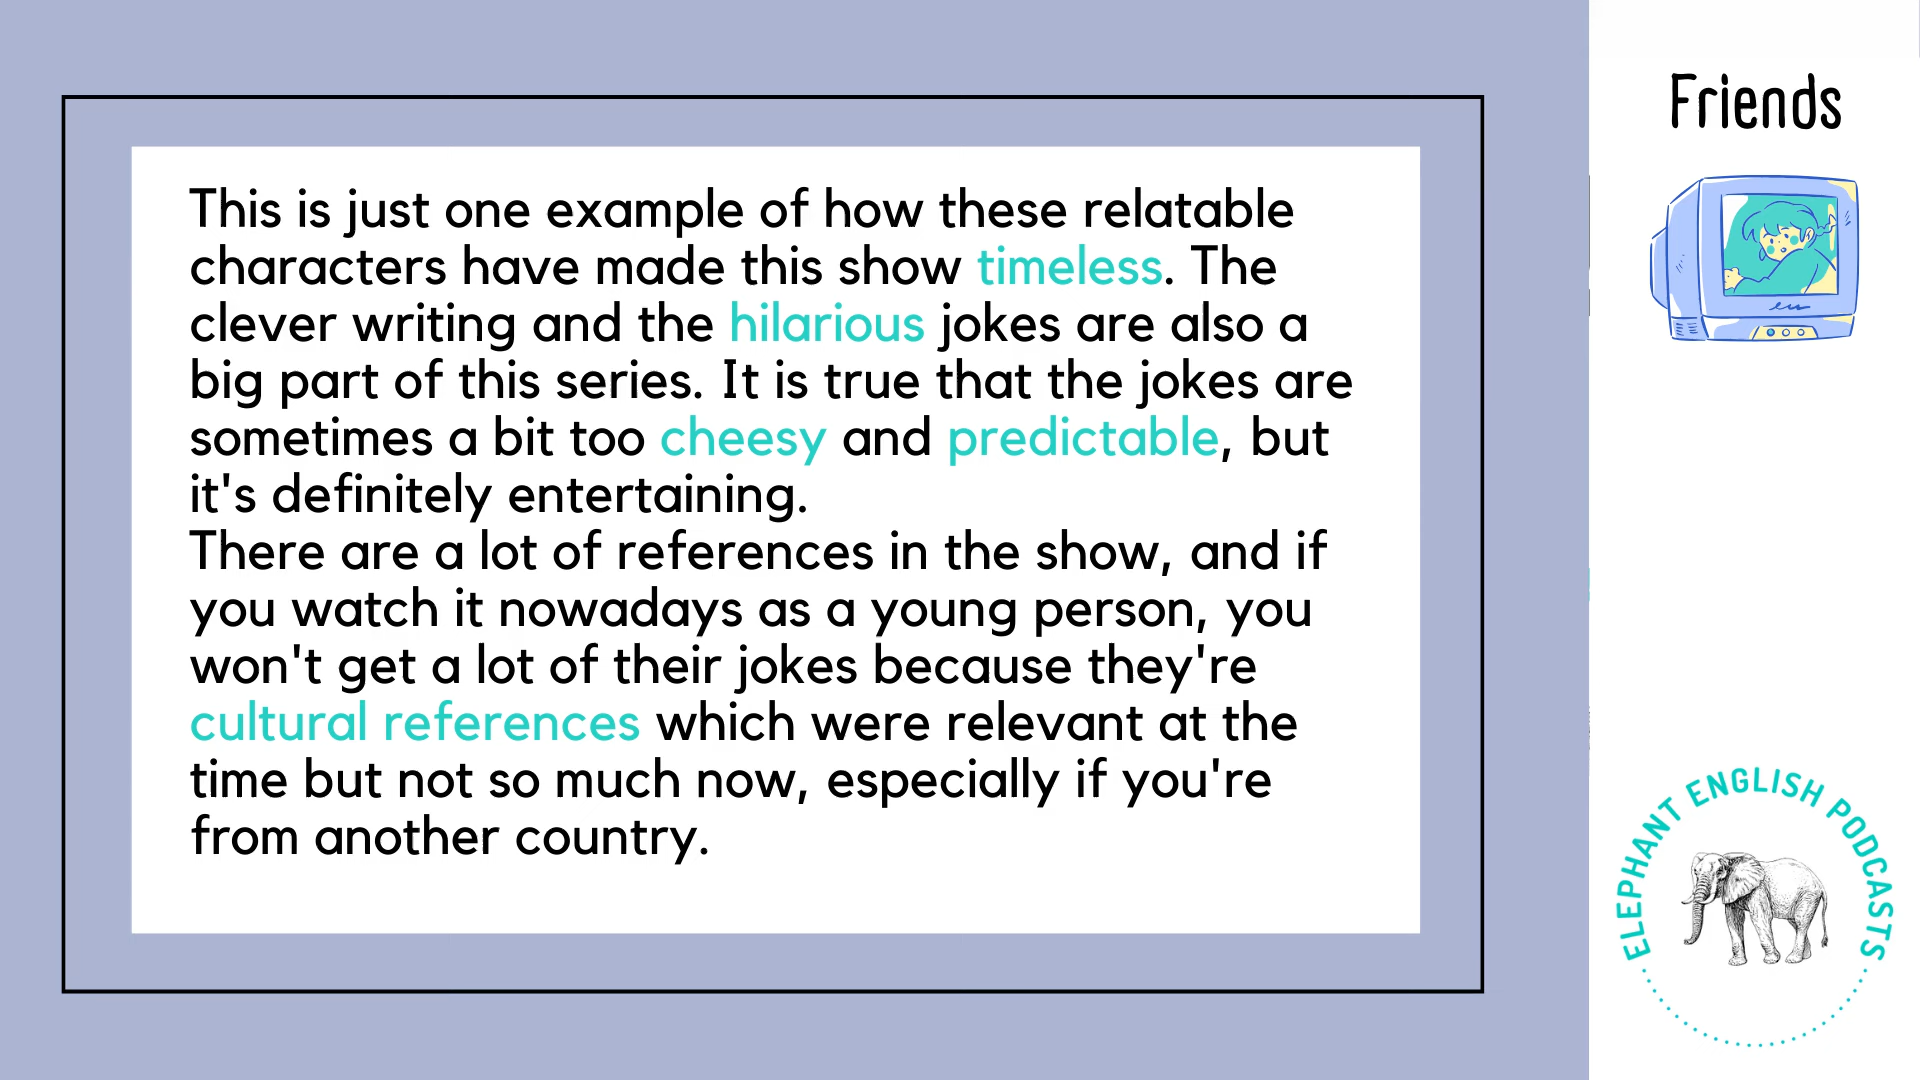 Friends
This is just one example of how these relatable
characters have made this show timeless. The
clever writing and the hilarious jokes are also a
big part of this series. It is true that the jokes are
sometimes a bit too cheesy and predictable, but
it's definitely entertaining.
There are a lot of references in the show, and if
you watch it nowadays as a young person, you
won't get a lot of their jokes because they're
cultural references which were relevant at the
time but not so much now, especially if you're
from another country.
ELEPHANT ENGLISH PODCASTS